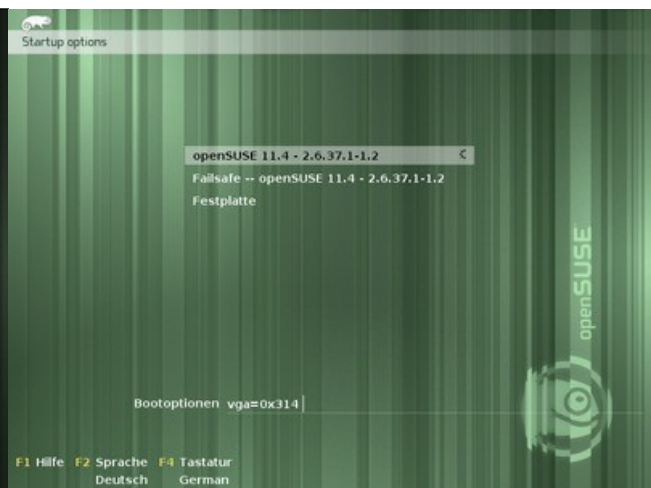 Startup options
openSUSE 11.4 - 2.6.37.1-1.2
Failsafe -- openSUSE 11.4 - 2.6.37.1-1.2
Festplatte
openSUSE
Bootoptionen vga=0x314
F1 Hilfe F2 Sprache F4 Tastatur
Deutsch German